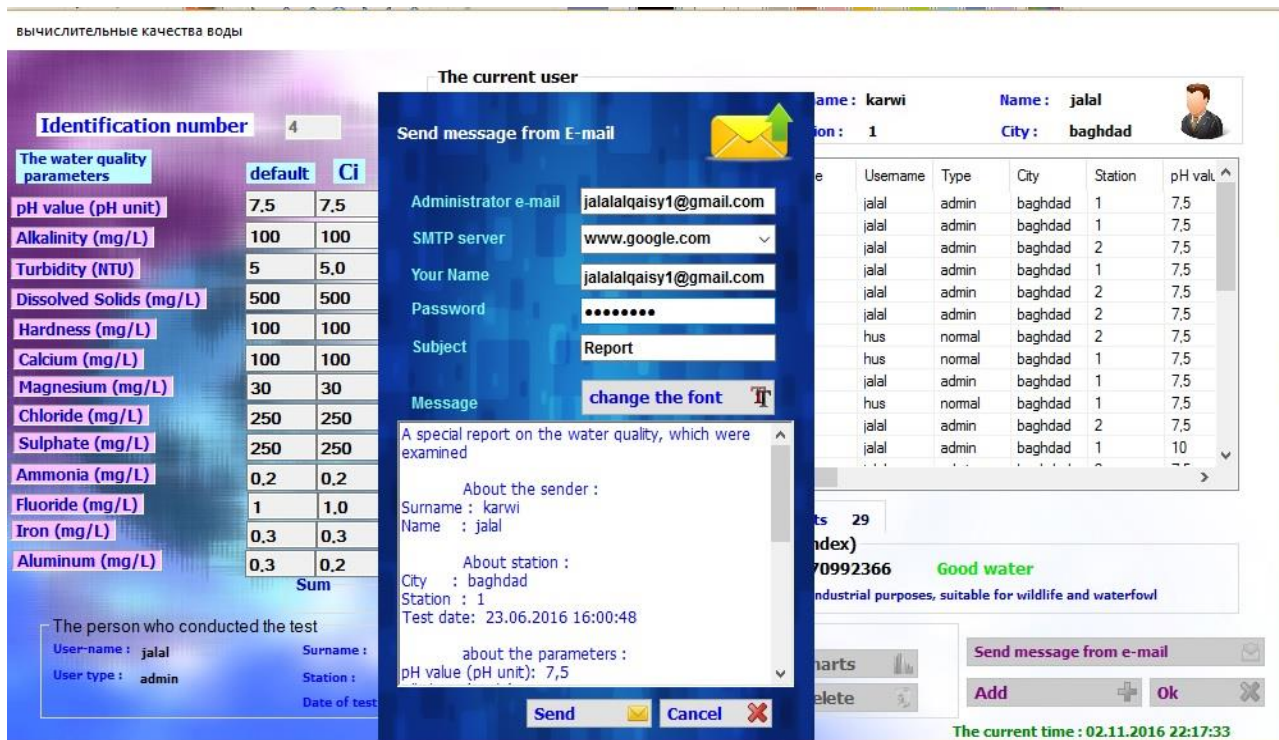 вычислительные качества воды
The current user
ame : karwi Name : jalal
ion : 1 City : baghdad
Identification number 4
The water quality parameters default Ci
pH value (pH unit) 7,5 7,5
Alkalinity (mg/L) 100 100
Turbidity (NTU) 5 5,0
Dissolved Solids (mg/L) 500 500
Hardness (mg/L) 100 100
Calcium (mg/L) 100 100
Magnesium (mg/L) 30 30
Chloride (mg/L) 250 250
Sulphate (mg/L) 250 250
Ammonia (mg/L) 0,2 0,2
Fluoride (mg/L) 1 1,0
Iron (mg/L) 0,3 0,3
Aluminum (mg/L) 0,3 0,2
Sum
The person who conducted the test
User-name : jalal Surname :
User type : admin Station :
Date of test
Send message from E-mail
Administrator e-mail jalalalqaisy1@gmail.com
SMTP server www.google.com
Your Name jalalalqaisy1@gmail.com
Password ••••••••
Subject Report
Message change the font
A special report on the water quality, which were
examined
About the sender :
Surname : karwi
Name : jalal
About station :
City : baghdad
Station : 1
Test date: 23.06.2016 16:00:48
about the parameters :
pH value (pH unit): 7,5
Send Cancel
e Username Type City Station pH valu
jalal admin baghdad 1 7,5
jalal admin baghdad 1 7,5
jalal admin baghdad 2 7,5
jalal admin baghdad 1 7,5
jalal admin baghdad 2 7,5
jalal admin baghdad 2 7,5
hus normal baghdad 2 7,5
hus normal baghdad 1 7,5
jalal admin baghdad 1 7,5
hus normal baghdad 1 7,5
jalal admin baghdad 2 7,5
jalal admin baghdad 1 10
ts 29
ndex)
70992366 Good water
ndustrial purposes, suitable for wildlife and waterfowl
harts
elete
Send message from e-mail
Add Ok
The current time : 02.11.2016 22:17:33